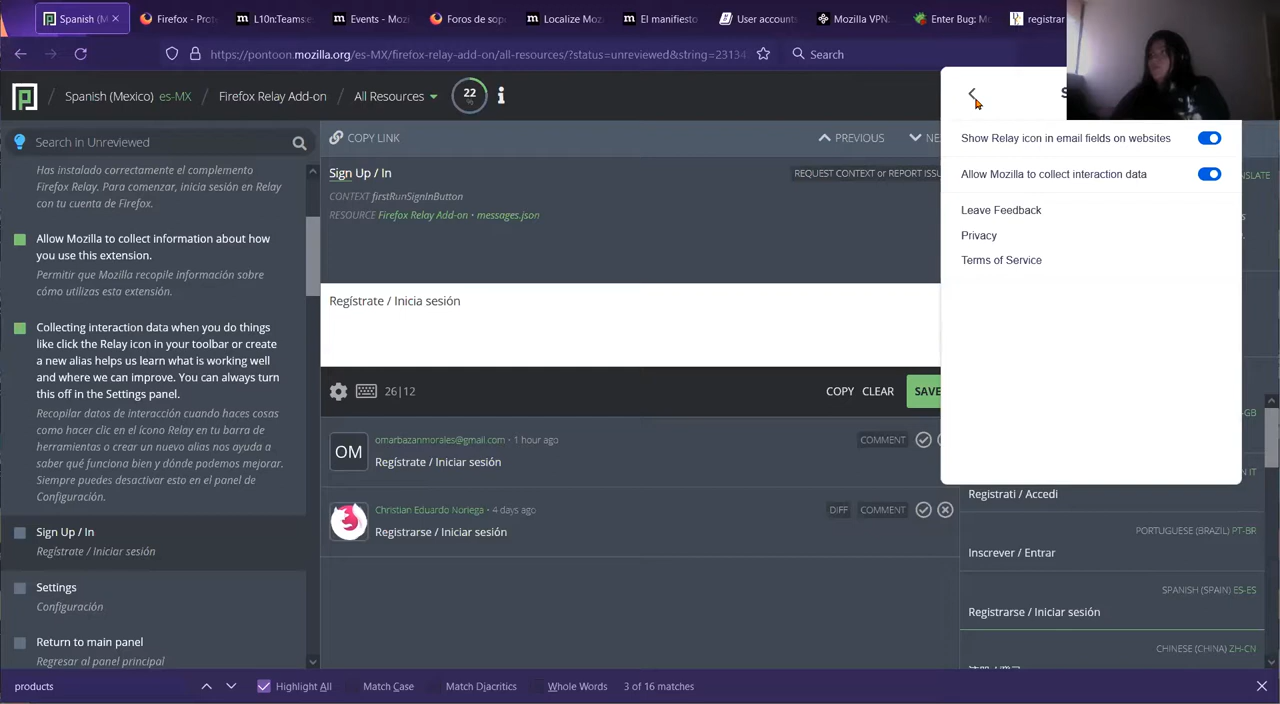 Spanish (M
Firefox - Prot
L10n:Teams:e
Events - Mozi
Foros de sopo
Localize Mozi
El manifiesto
User accounts
Mozilla VPN:
Enter Bug: Mo
registrar
https://pontoon.mozilla.org/es-MX/firefox-relay-add-on/all-resources/?status=unreviewed&string=23134
Search
/ Spanish (Mexico) es-MX / Firefox Relay Add-on / All Resources
22
Search in Unreviewed
Has instalado correctamente el complemento
Firefox Relay. Para comenzar, inicia sesión en Relay
con tu cuenta de Firefox.
Allow Mozilla to collect information about how
you use this extension.
Permitir que Mozilla recopile información sobre
cómo utilizas esta extensión.
Collecting interaction data when you do things
like click the Relay icon in your toolbar or create
a new alias helps us learn what is working well
and where we can improve. You can always turn
this off in the Settings panel.
Recopilar datos de interacción cuando haces cosas
como hacer clic en el ícono Relay en tu barra de
herramientas o crear un nuevo alias nos ayuda a
saber qué funciona bien y dónde podemos mejorar.
Siempre puedes desactivar esto en el panel de
Configuración.
Sign Up / In
Regístrate / Iniciar sesión
Settings
Configuración
Return to main panel
Regresar al panel principal
COPY LINK
PREVIOUS
NE
Sign Up / In
REQUEST CONTEXT or REPORT ISSU
CONTEXT firstRunSignInButton
RESOURCE Firefox Relay Add-on • messages.json
Regístrate / Inicia sesión
26|12
COPY
CLEAR
SAVE
OM
omarbazanmorales@gmail.com • 1 hour ago
COMMENT
Regístrate / Iniciar sesión
Christian Eduardo Noriega • 4 days ago
DIFF
COMMENT
Registrarse / Iniciar sesión
S
Show Relay icon in email fields on websites
Allow Mozilla to collect interaction data
Leave Feedback
Privacy
Terms of Service
SLATE
-GB
N IT
Registrati / Accedi
PORTUGUESE (BRAZIL) PT-BR
Inscrever / Entrar
SPANISH (SPAIN) ES-ES
Registrarse / Iniciar sesión
CHINESE (CHINA) ZH-CN
products
Highlight All
Match Case
Match Diacritics
Whole Words
3 of 16 matches